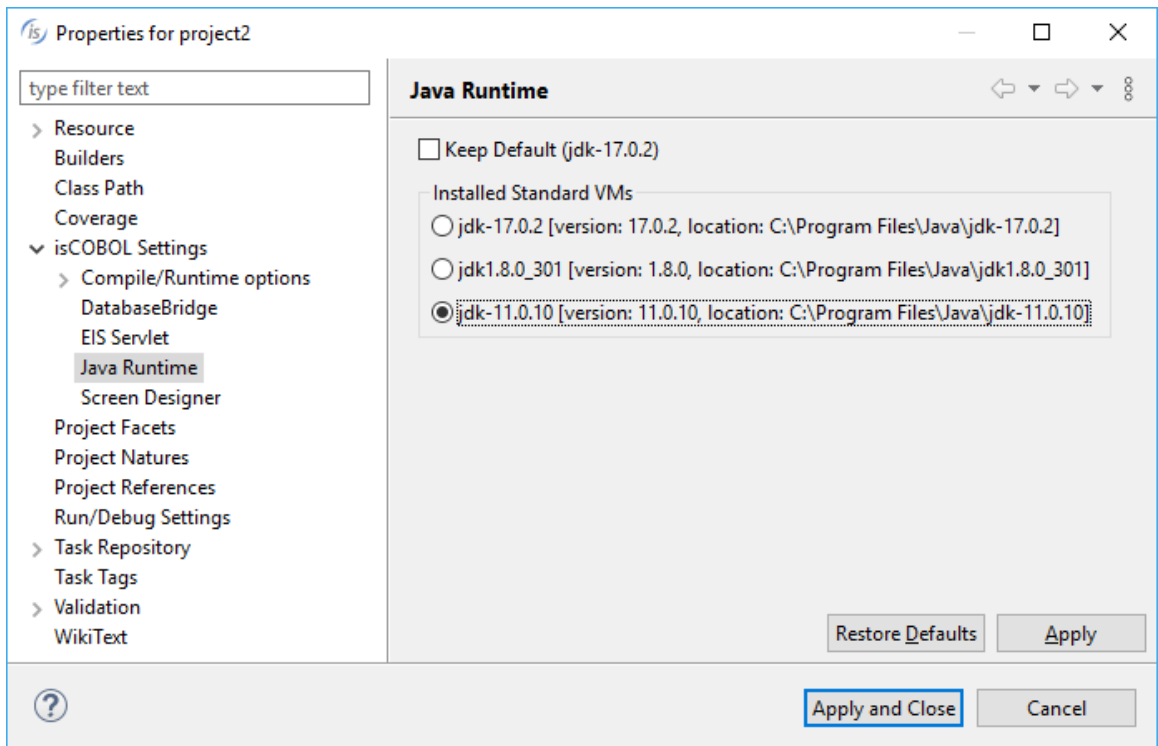 is Properties for project2
type filter text
Resource
Builders
Class Path
Coverage
isCOBOL Settings
Compile/Runtime options
DatabaseBridge
EIS Servlet
Java Runtime
Screen Designer
Project Facets
Project Natures
Project References
Run/Debug Settings
Task Repository
Task Tags
Validation
WikiText
Java Runtime
Keep Default (jdk-17.0.2)
Installed Standard VMs
jdk-17.0.2 [version: 17.0.2, location: C:\Program Files\Java\jdk-17.0.2]
jdk1.8.0_301 [version: 1.8.0, location: C:\Program Files\Java\jdk1.8.0_301]
jdk-11.0.10 [version: 11.0.10, location: C:\Program Files\Java\jdk-11.0.10]
Restore Defaults Apply
? Apply and Close Cancel